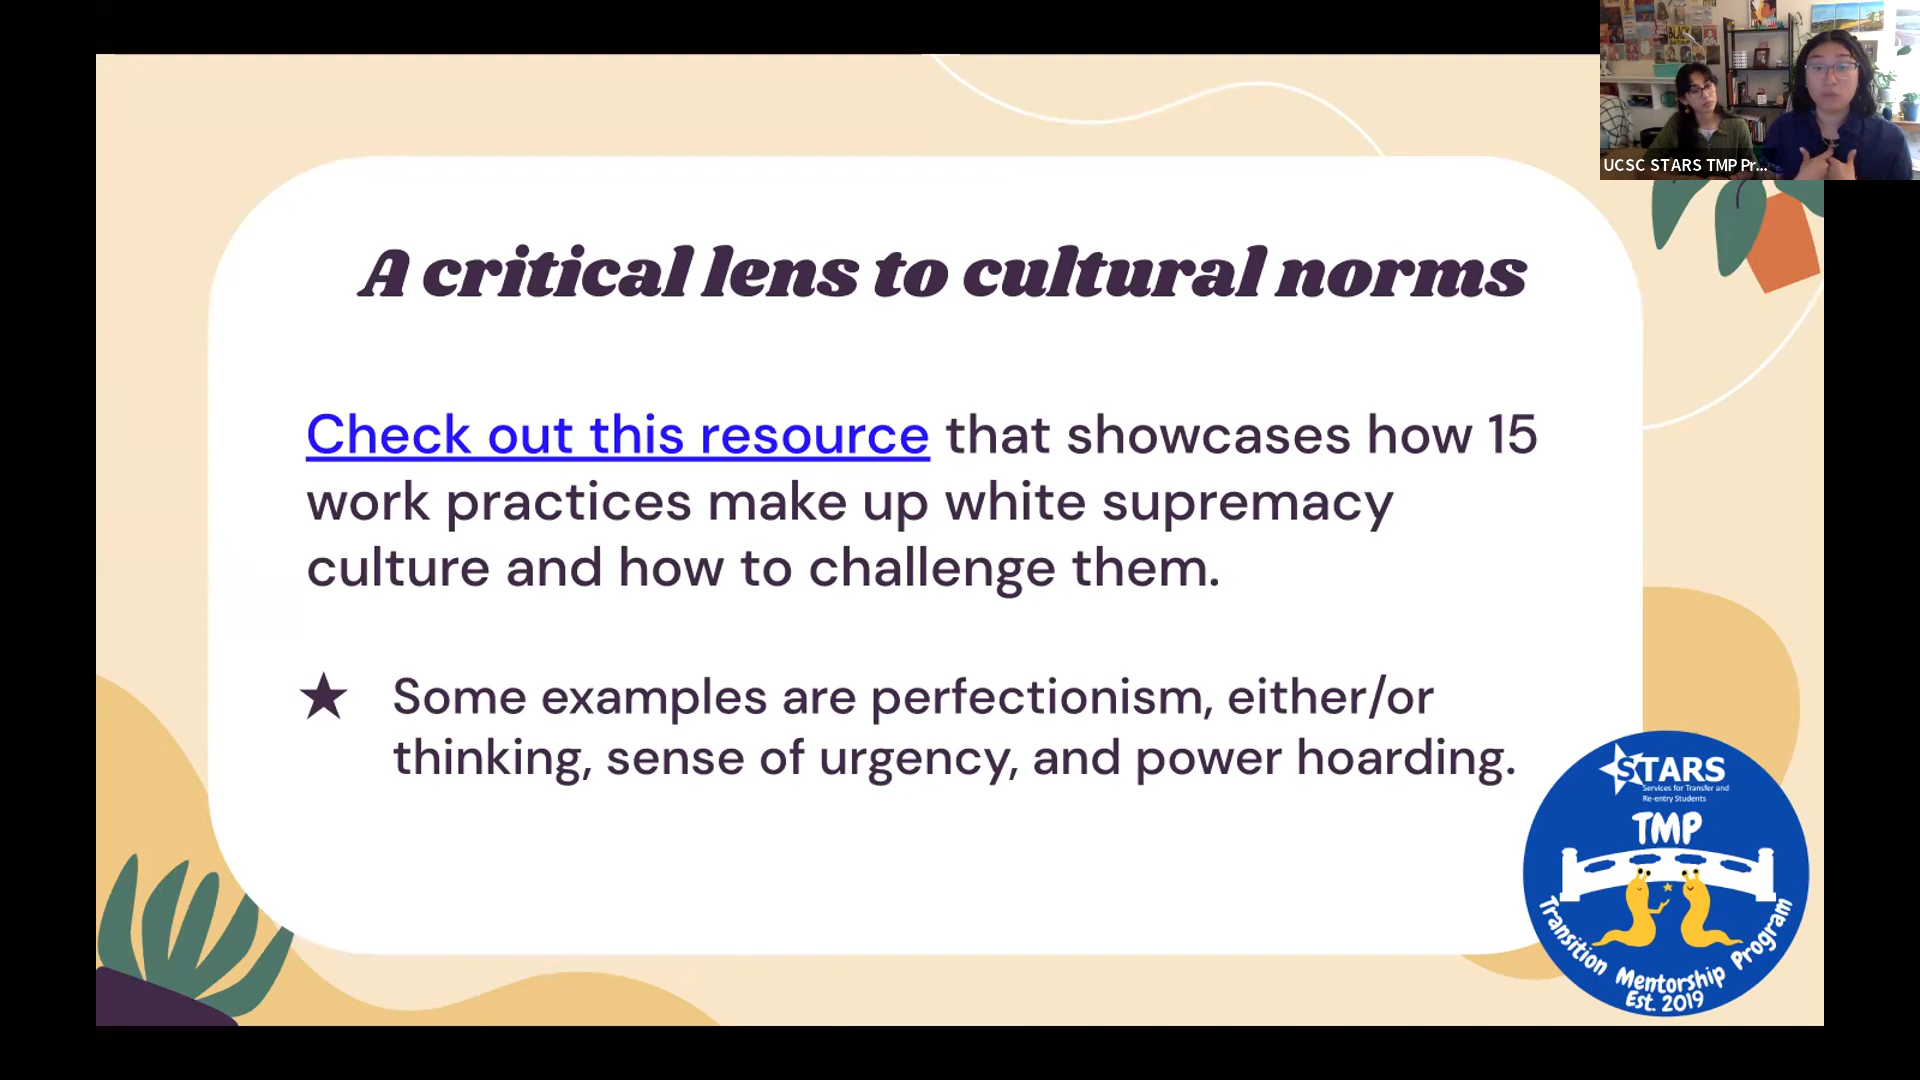 UCSC STARS TMP Pr...
A critical lens to cultural norms
Check out this resource that showcases how 15
work practices make up white supremacy
culture and how to challenge them.
★ Some examples are perfectionism, either/or
thinking, sense of urgency, and power hoarding.
STARS
Services for Transfer and
Re-entry Students
TMP
Transition Mentorship Program
Est. 2019